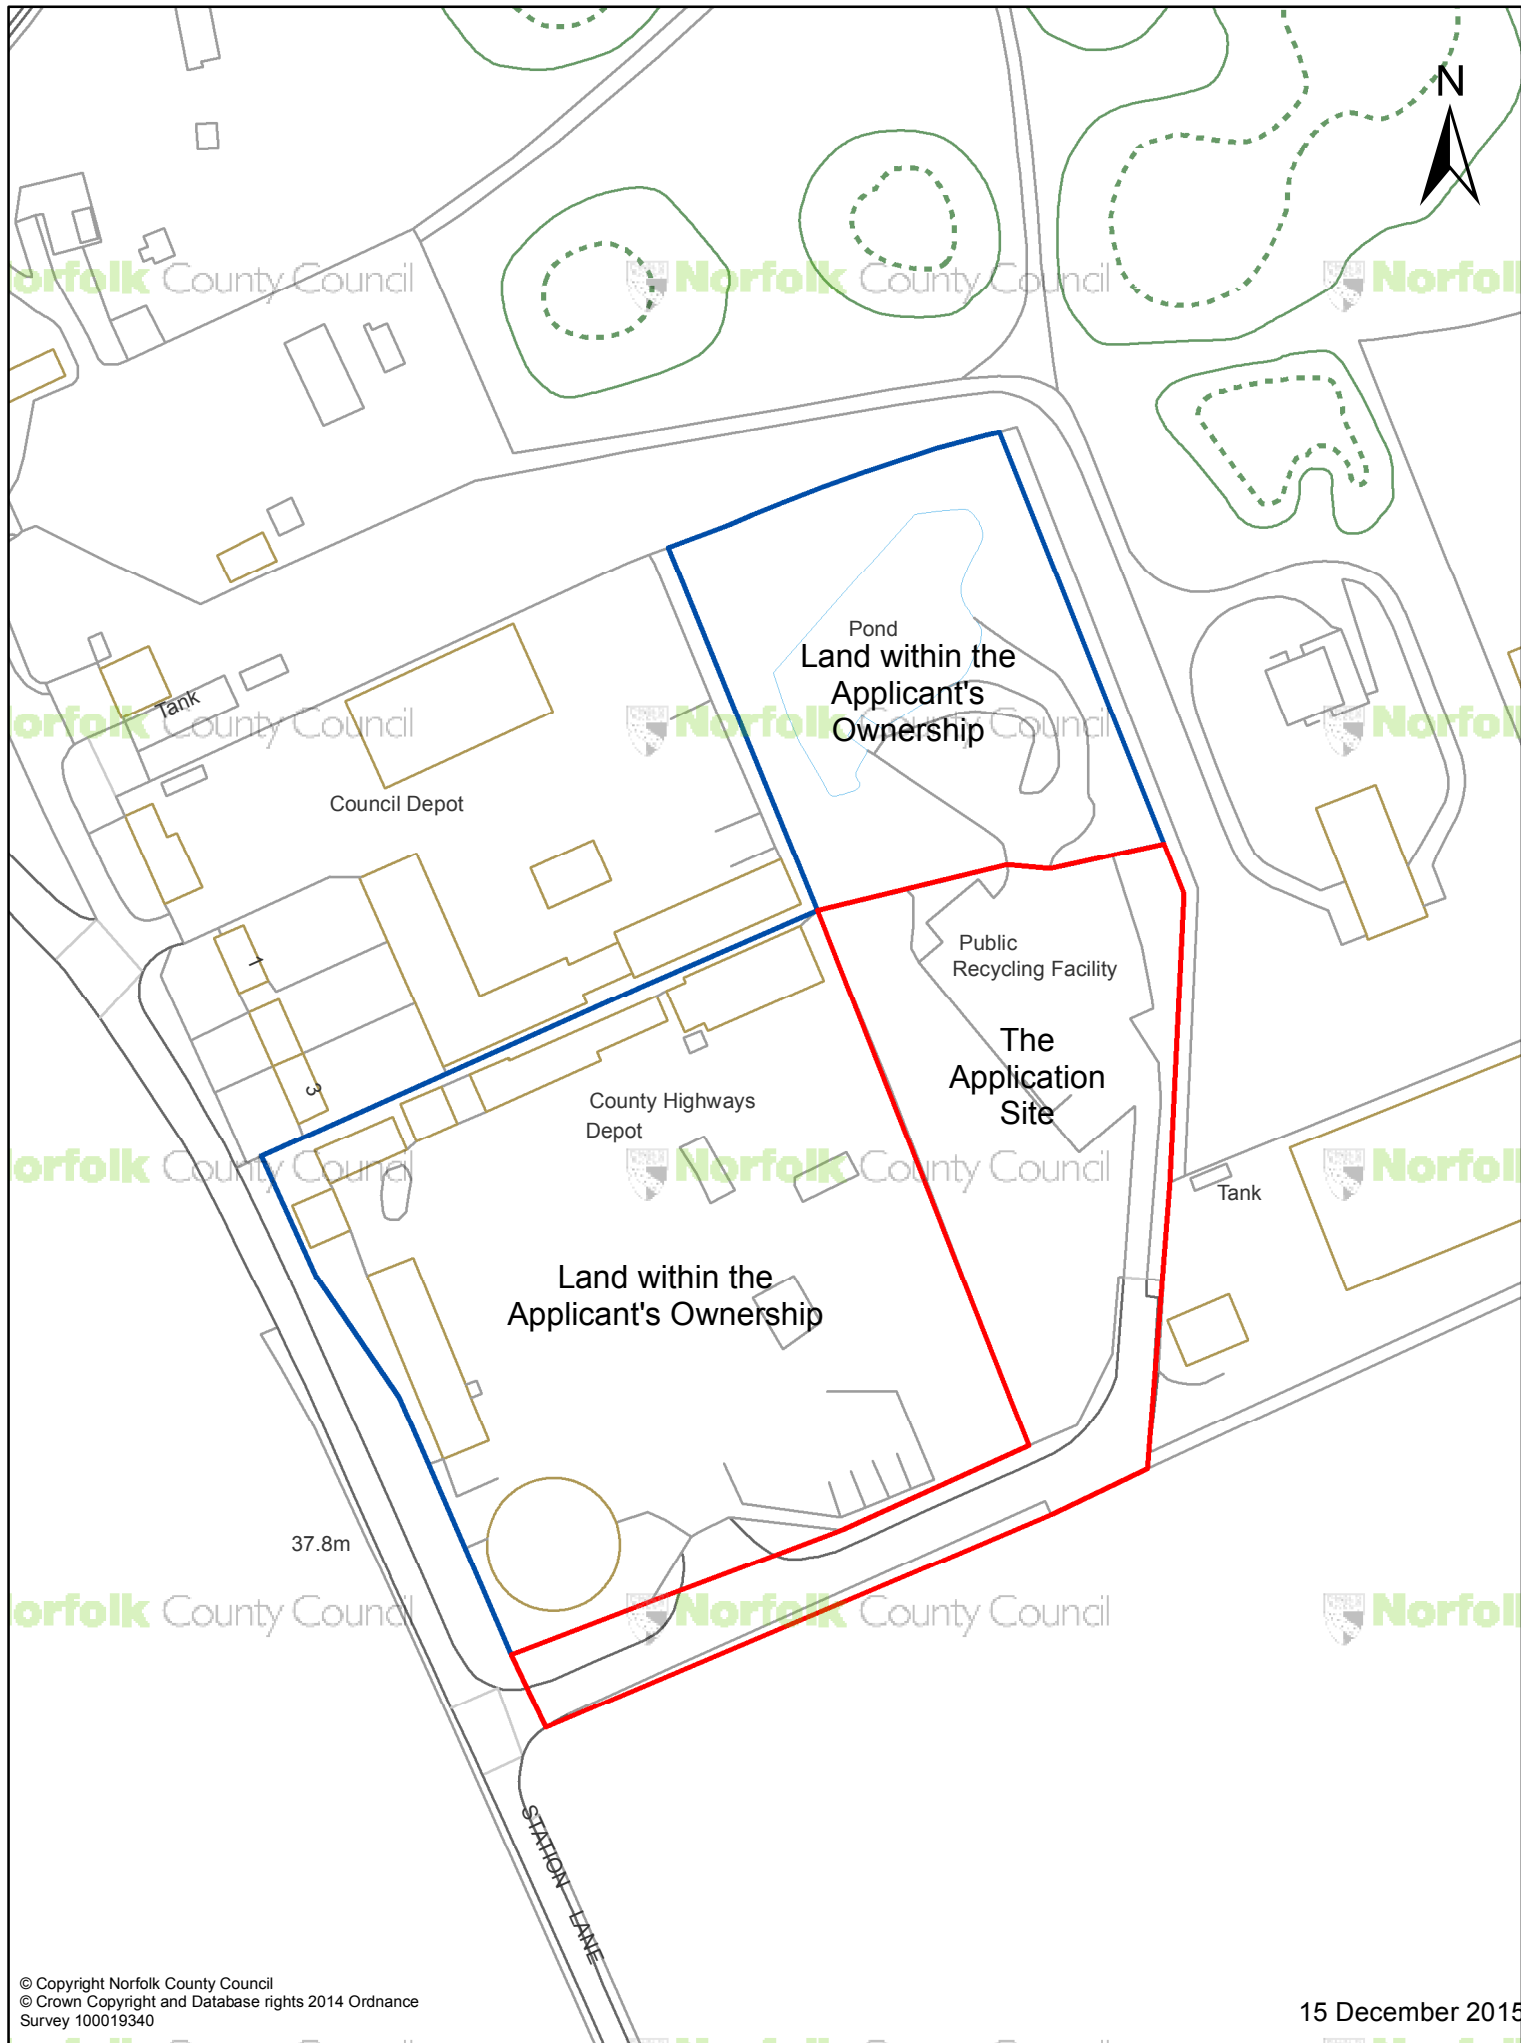 N
Norfolk County Council
Norfolk County Council
Norfolk
Pond
Land within the
Applicant's
Ownership
Tank
Norfolk County Council
Norfolk County Council
Norfolk
Council Depot
Public
Recycling Facility
1
The
Application
Site
3
County Highways
Depot
Norfolk County Council
Norfolk County Council
Norfolk
Tank
Land within the
Applicant's Ownership
37.8m
Norfolk County Council
Norfolk County Council
Norfolk
STATION LANE
© Copyright Norfolk County Council
© Crown Copyright and Database rights 2014 Ordnance
Survey 100019340
15 December 2015